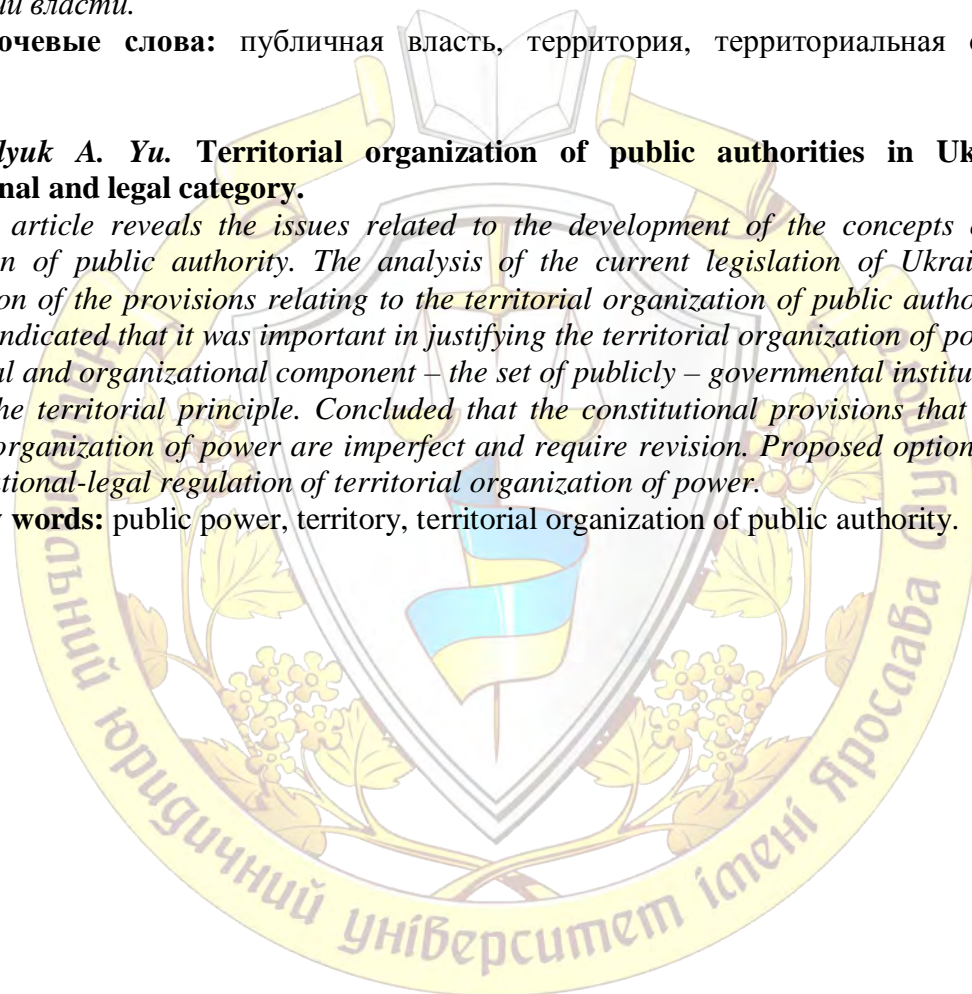 ии власти.
очевые слова: публичная власть, территория, территориальная
lyuk A. Yu. Territorial organization of public authorities in Uk
nal and legal category.
article reveals the issues related to the development of the concepts
n of public authority. The analysis of the current legislation of Ukrai
on of the provisions relating to the territorial organization of public autho
ndicated that it was important in justifying the territorial organization of po
al and organizational component – the set of publicly – governmental institu
he territorial principle. Concluded that the constitutional provisions that
organization of power are imperfect and require revision. Proposed option
tional-legal regulation of territorial organization of power.
words: public power, territory, territorial organization of public authority.
юридичний університет імені Ярослава